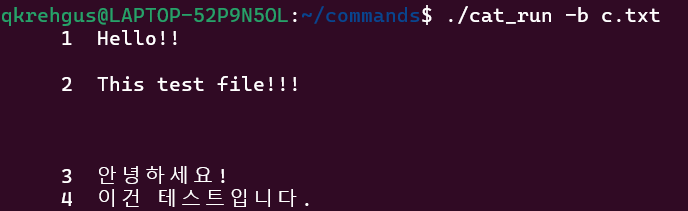 qkrehgus@LAPTOP-52P9N5OL:~/commands$ ./cat_run -b c.txt
1 Hello!!
2 This test file!!!
3 안녕하세요!
4 이건 테스트입니다.